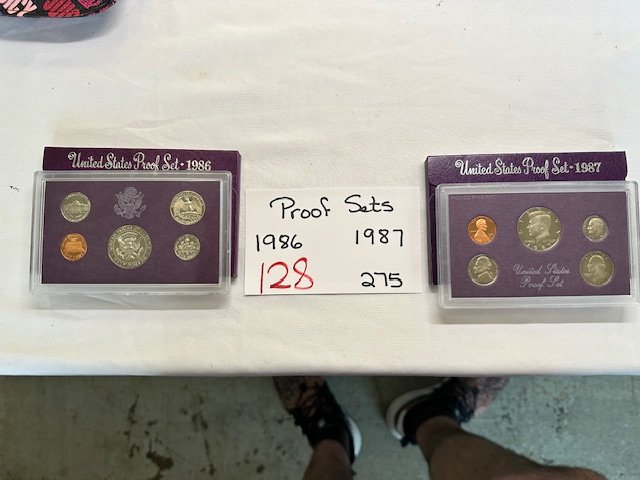 United States Proof Set • 1986
United States Proof Set • 1987
Proof Sets
1986 1987
128 275
United States
Proof Set